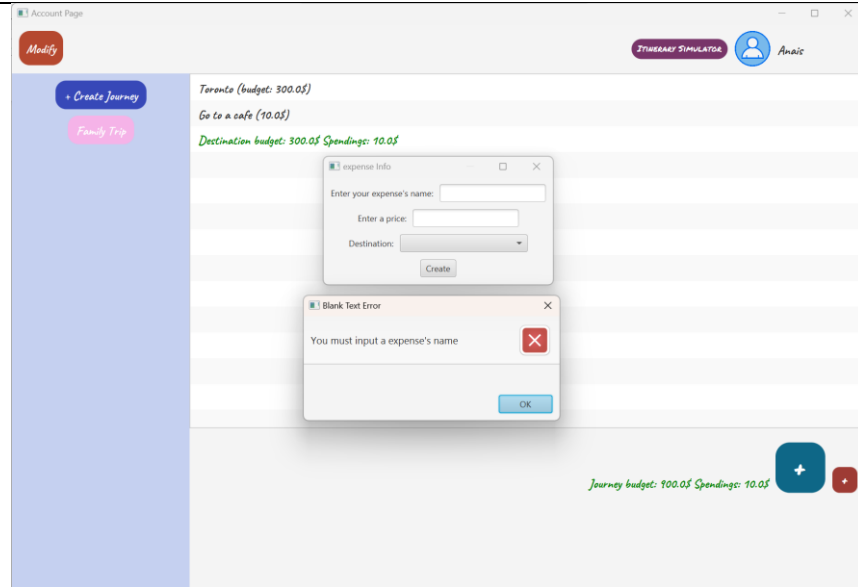 Account Page
Modify
Itinerary Simulator
Anais
+ Create Journey
Family Trip
Toronto (budget: 300.0$)
Go to a cafe (10.0$)
Destination budget: 300.0$ Spendings: 10.0$
expense Info
Enter your expense's name:
Enter a price:
Destination:
Create
Blank Text Error
You must input a expense's name
OK
Journey budget: 900.0$ Spendings: 10.0$
+
+